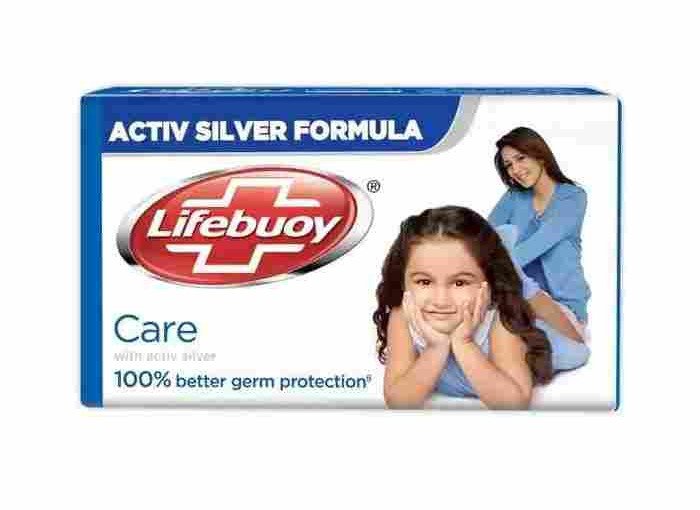 ACTIV SILVER FORMULA
Lifebuoy ®
Care
with activ silver
100% better germ protection§